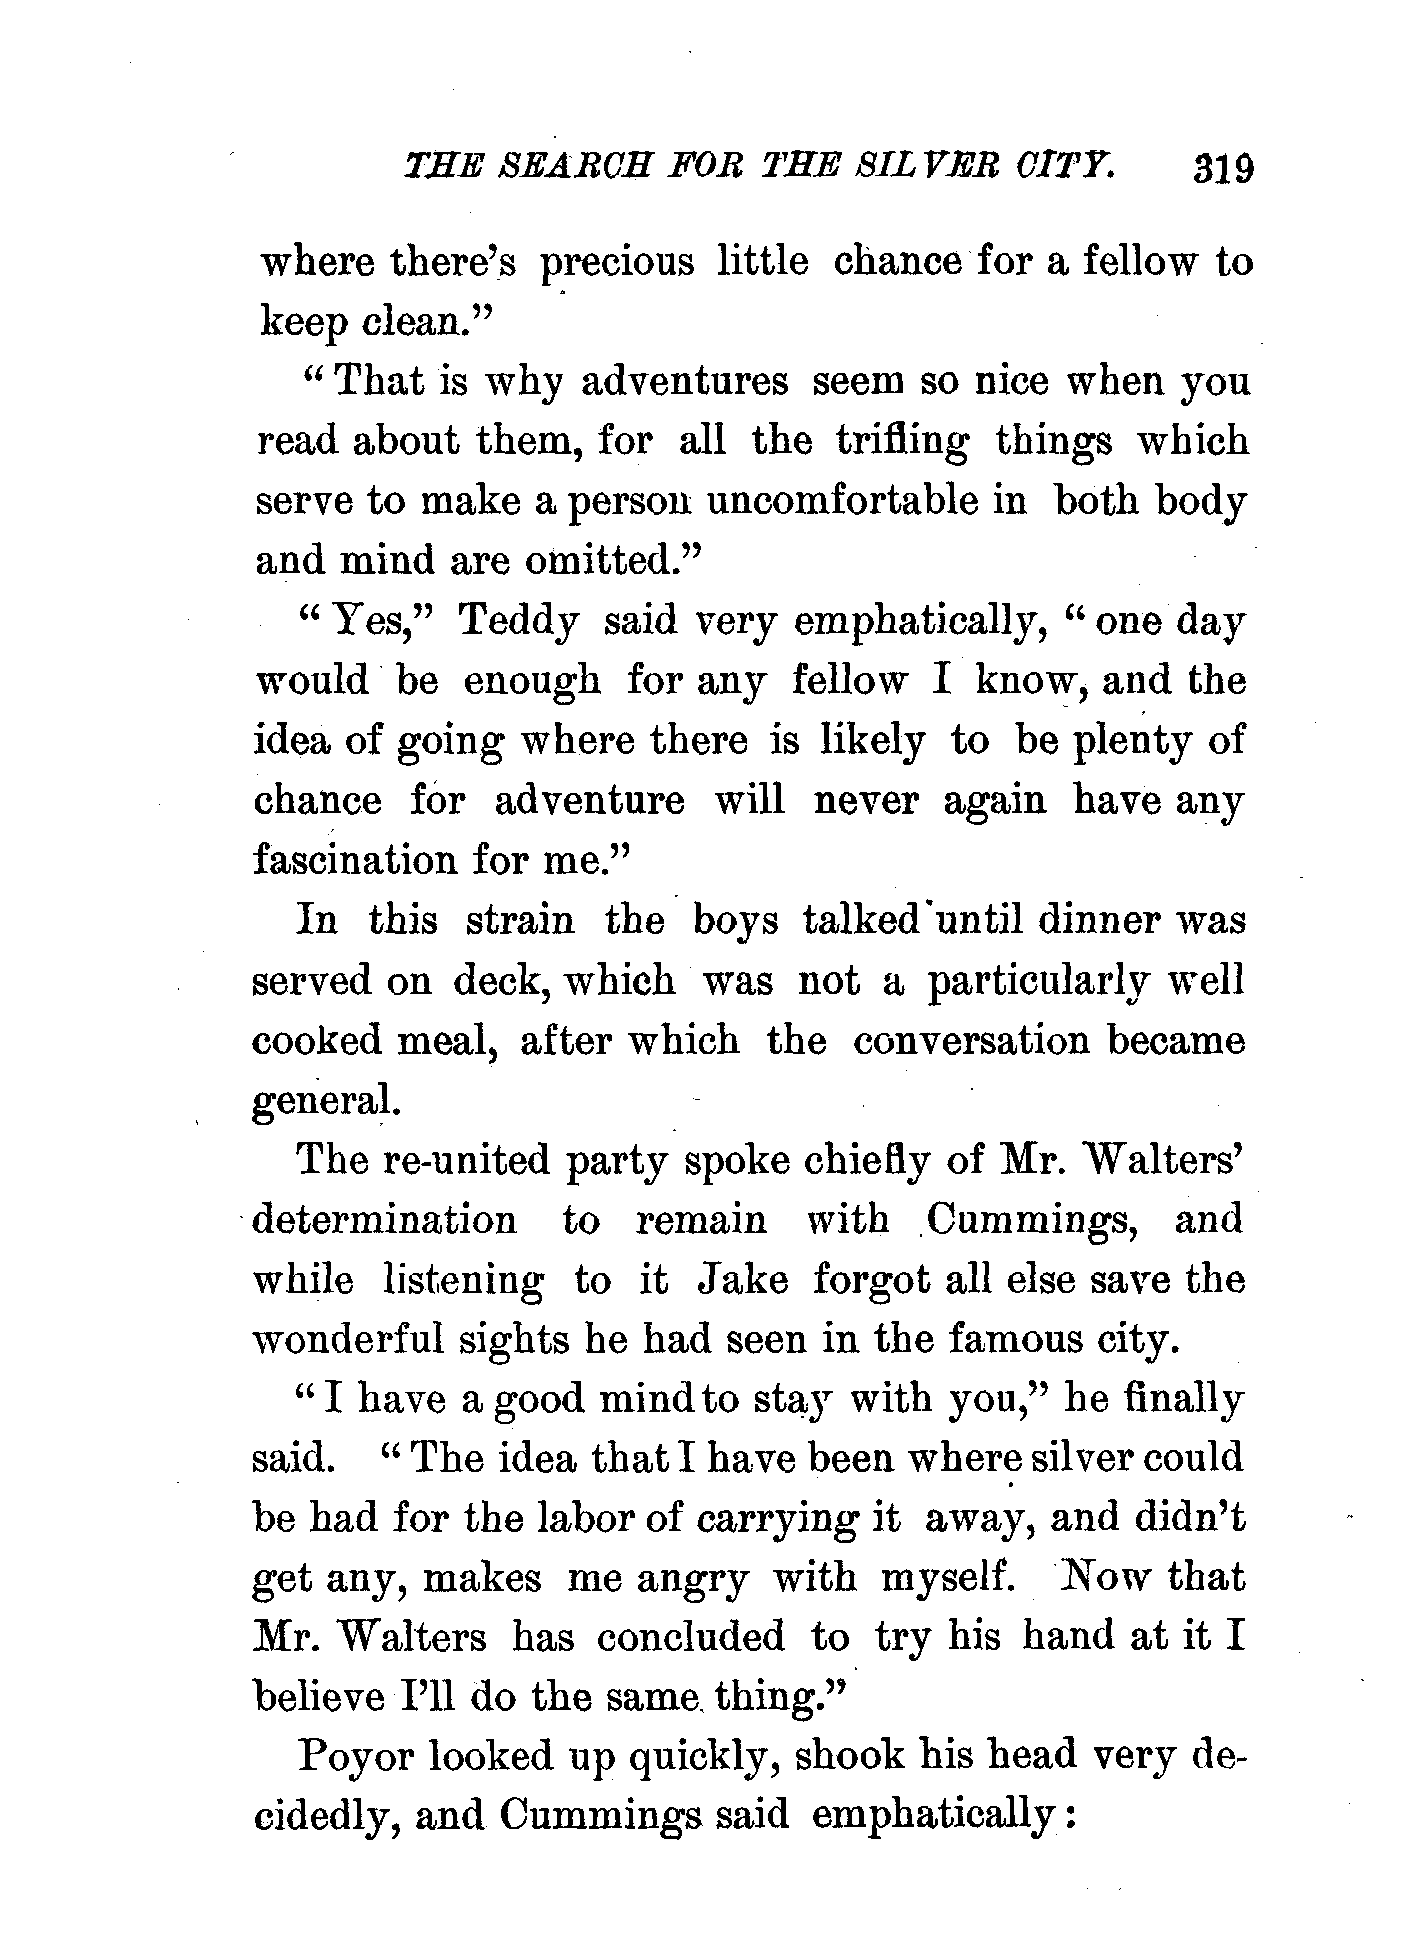 THE SEARCH FOR THE SILVER CITY. 319
where there's precious little chance for a fellow to
keep clean."
"That is why adventures seem so nice when you
read about them, for all the trifling things which
serve to make a person uncomfortable in both body
and mind are omitted."
"Yes," Teddy said very emphatically, "one day
would be enough for any fellow I know, and the
idea of going where there is likely to be plenty of
chance for adventure will never again have any
fascination for me."
In this strain the boys talked until dinner was
served on deck, which was not a particularly well
cooked meal, after which the conversation became
general.
The re-united party spoke chiefly of Mr. Walters'
determination to remain with Cummings, and
while listening to it Jake forgot all else save the
wonderful sights he had seen in the famous city.
"I have a good mind to stay with you," he finally
said. "The idea that I have been where silver could
be had for the labor of carrying it away, and didn't
get any, makes me angry with myself. Now that
Mr. Walters has concluded to try his hand at it I
believe I'll do the same thing."
Poyor looked up quickly, shook his head very de-
cidedly, and Cummings said emphatically: